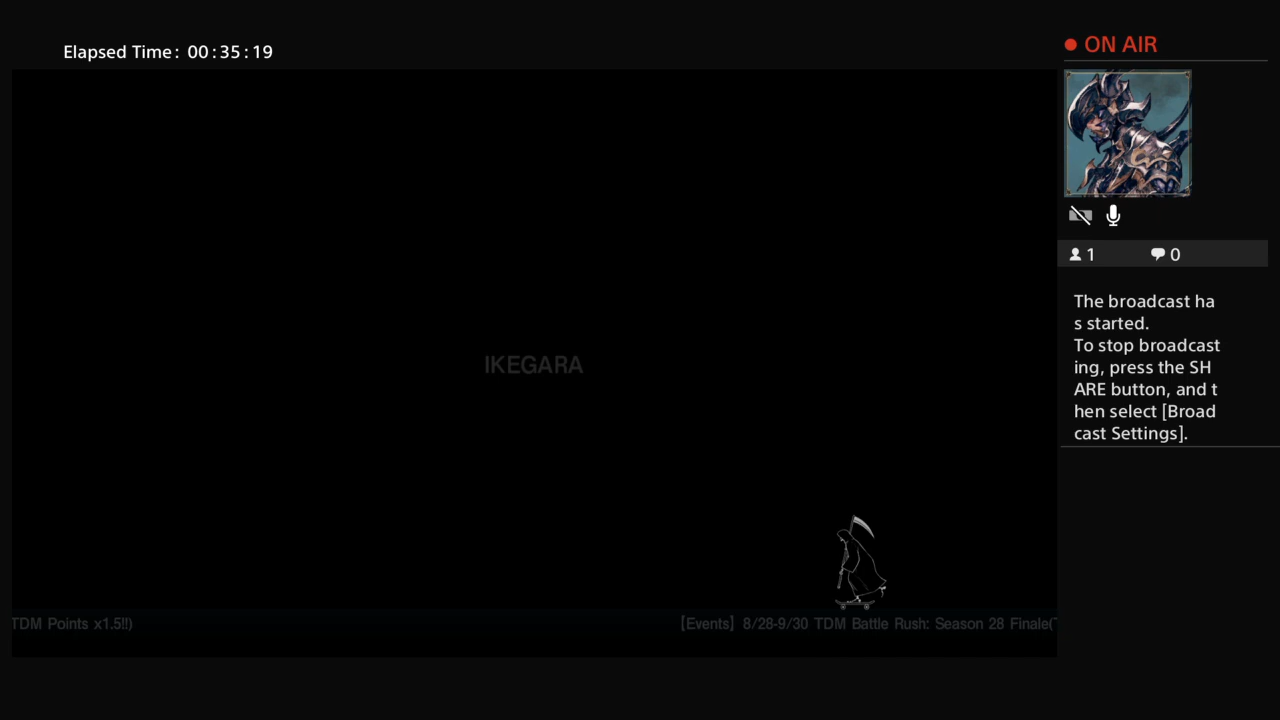 Elapsed Time: 00:35:19
ON AIR
1 0
The broadcast ha
s started.
To stop broadcast
ing, press the SH
ARE button, and t
hen select [Broad
cast Settings].
IKEGARA
TDM Points x1.5!!) 【Events】8/28-9/30 TDM Battle Rush: Season 28 Finale(